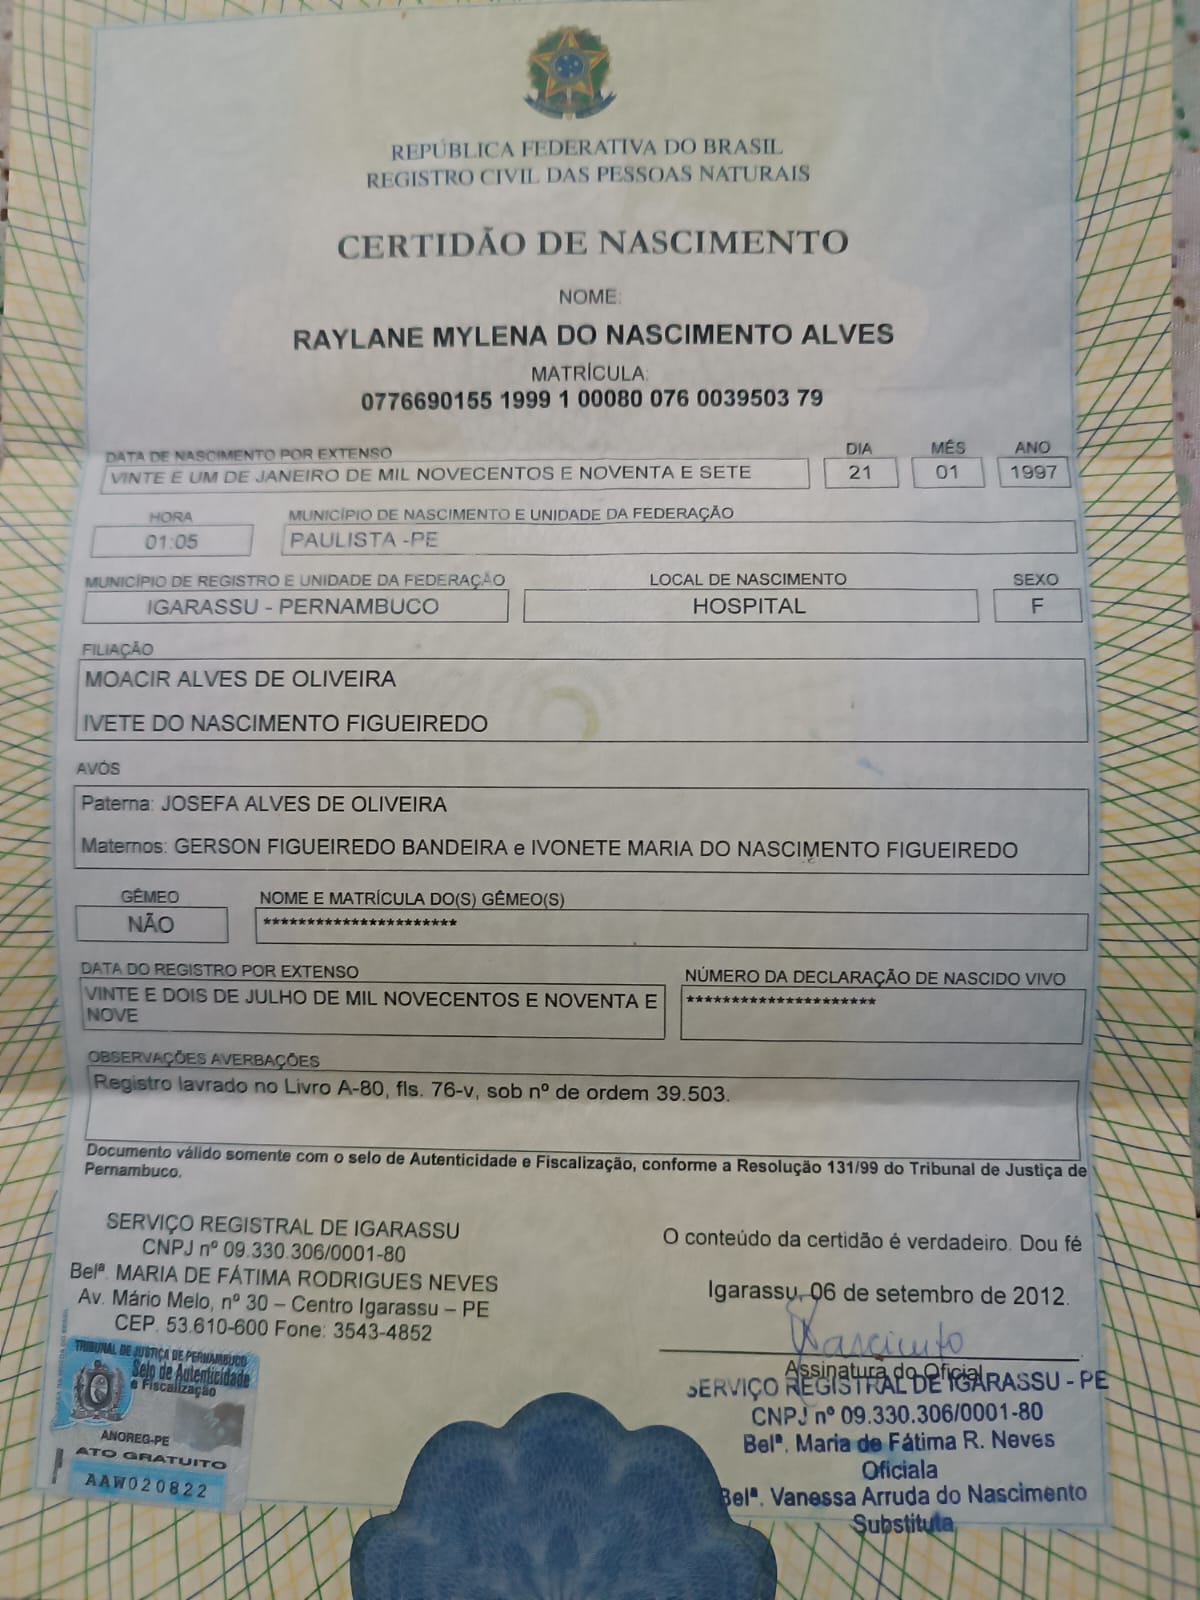 REPÚBLICA FEDERATIVA DO BRASIL
REGISTRO CIVIL DAS PESSOAS NATURAIS
CERTIDÃO DE NASCIMENTO
NOME:
RAYLANE MYLENA DO NASCIMENTO ALVES
MATRÍCULA:
0776690155 1999 1 00080 076 0039503 79
DATA DE NASCIMENTO POR EXTENSO DIA MÊS ANO
VINTE E UM DE JANEIRO DE MIL NOVECENTOS E NOVENTA E SETE 21 01 1997
HORA MUNICÍPIO DE NASCIMENTO E UNIDADE DA FEDERAÇÃO
01:05 PAULISTA -PE
MUNICÍPIO DE REGISTRO E UNIDADE DA FEDERAÇÃO LOCAL DE NASCIMENTO SEXO
IGARASSU - PERNAMBUCO HOSPITAL F
FILIAÇÃO
MOACIR ALVES DE OLIVEIRA
IVETE DO NASCIMENTO FIGUEIREDO
AVÓS
Paterna: JOSEFA ALVES DE OLIVEIRA
Maternos: GERSON FIGUEIREDO BANDEIRA e IVONETE MARIA DO NASCIMENTO FIGUEIREDO
GÊMEO NOME E MATRÍCULA DO(S) GÊMEO(S)
NÃO **********************
DATA DO REGISTRO POR EXTENSO NÚMERO DA DECLARAÇÃO DE NASCIDO VIVO
VINTE E DOIS DE JULHO DE MIL NOVECENTOS E NOVENTA E *********************
NOVE
OBSERVAÇÕES AVERBAÇÕES
Registro lavrado no Livro A-80, fls. 76-v, sob nº de ordem 39.503.
Documento válido somente com o selo de Autenticidade e Fiscalização, conforme a Resolução 131/99 do Tribunal de Justiça de
Pernambuco.
SERVIÇO REGISTRAL DE IGARASSU
CNPJ nº 09.330.306/0001-80
Belª. MARIA DE FÁTIMA RODRIGUES NEVES
Av. Mário Melo, nº 30 – Centro Igarassu – PE
CEP. 53.610-600 Fone: 3543-4852
O conteúdo da certidão é verdadeiro. Dou fé
Igarassu, 06 de setembro de 2012.
Nascimento
Assinatura do Oficial
SERVIÇO REGISTRAL DE IGARASSU - PE
CNPJ nº 09.330.306/0001-80
Belª. Maria de Fátima R. Neves
Oficiala
Belª. Vanessa Arruda do Nascimento
Substituta
TRIBUNAL DE JUSTIÇA DE PERNAMBUCO
Selo de Autenticidade
e Fiscalização
ANOREG-PE
ATO GRATUITO
AAW020822